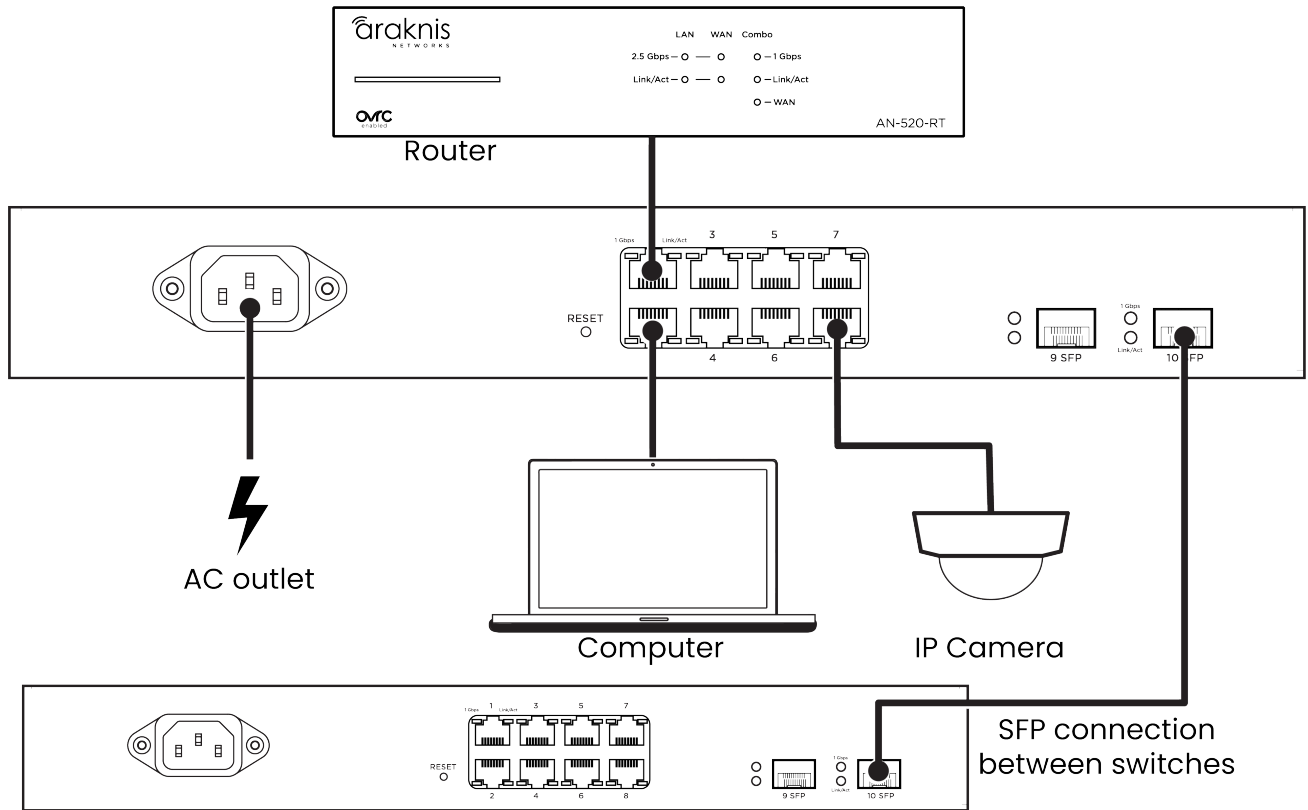 araknis
NETWORKS
LAN WAN Combo
2.5 Gbps 1 Gbps
Link/Act Link/Act
WAN
OvrC
enabled
AN-520-RT
Router
1 Gbps Link/Act 3 5 7
RESET
4 6
1 Gbps
Link/Act
9 SFP 10 SFP
AC outlet
Computer
IP Camera
1 Gbps 1 Link/Act 3 5 7
RESET
2 4 6 8
1 Gbps
Link/Act
9 SFP 10 SFP
SFP connection
between switches